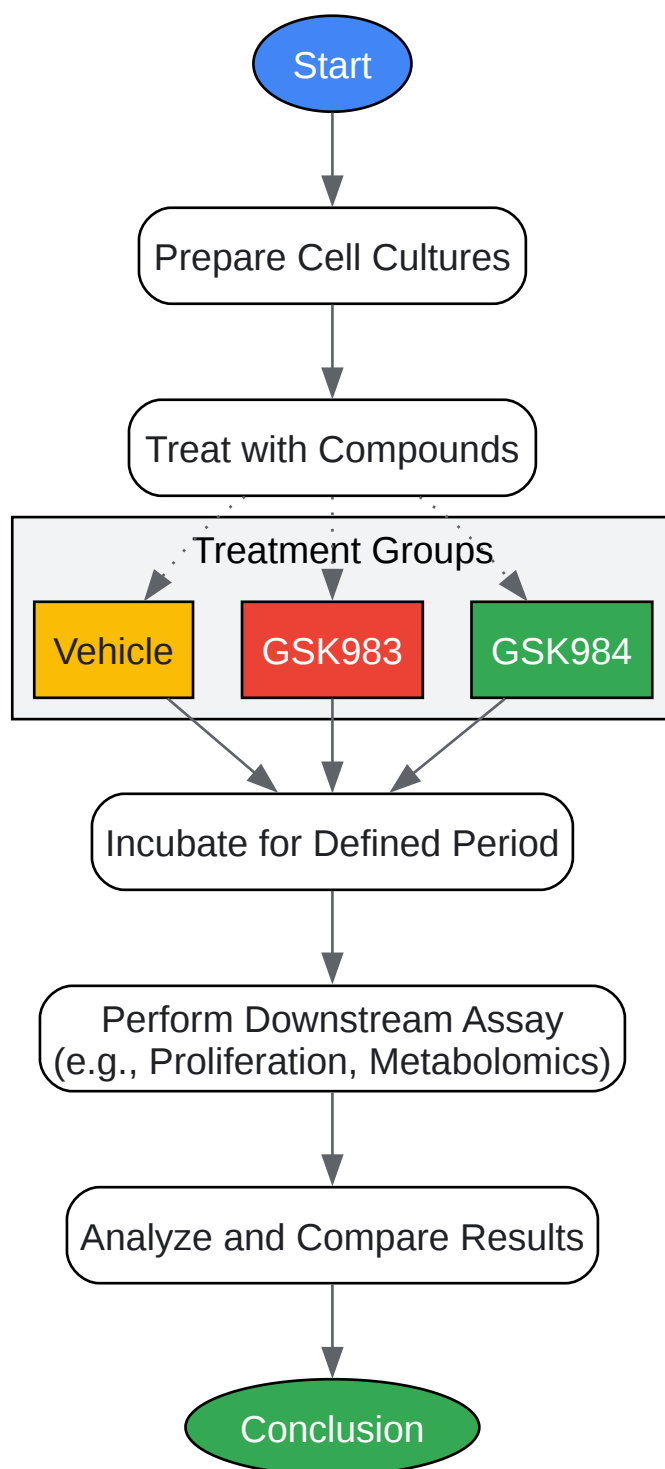 Start
Prepare Cell Cultures
Treat with Compounds
Treatment Groups
Vehicle
GSK983
GSK984
Incubate for Defined Period
Perform Downstream Assay
(e.g., Proliferation, Metabolomics)
Analyze and Compare Results
Conclusion